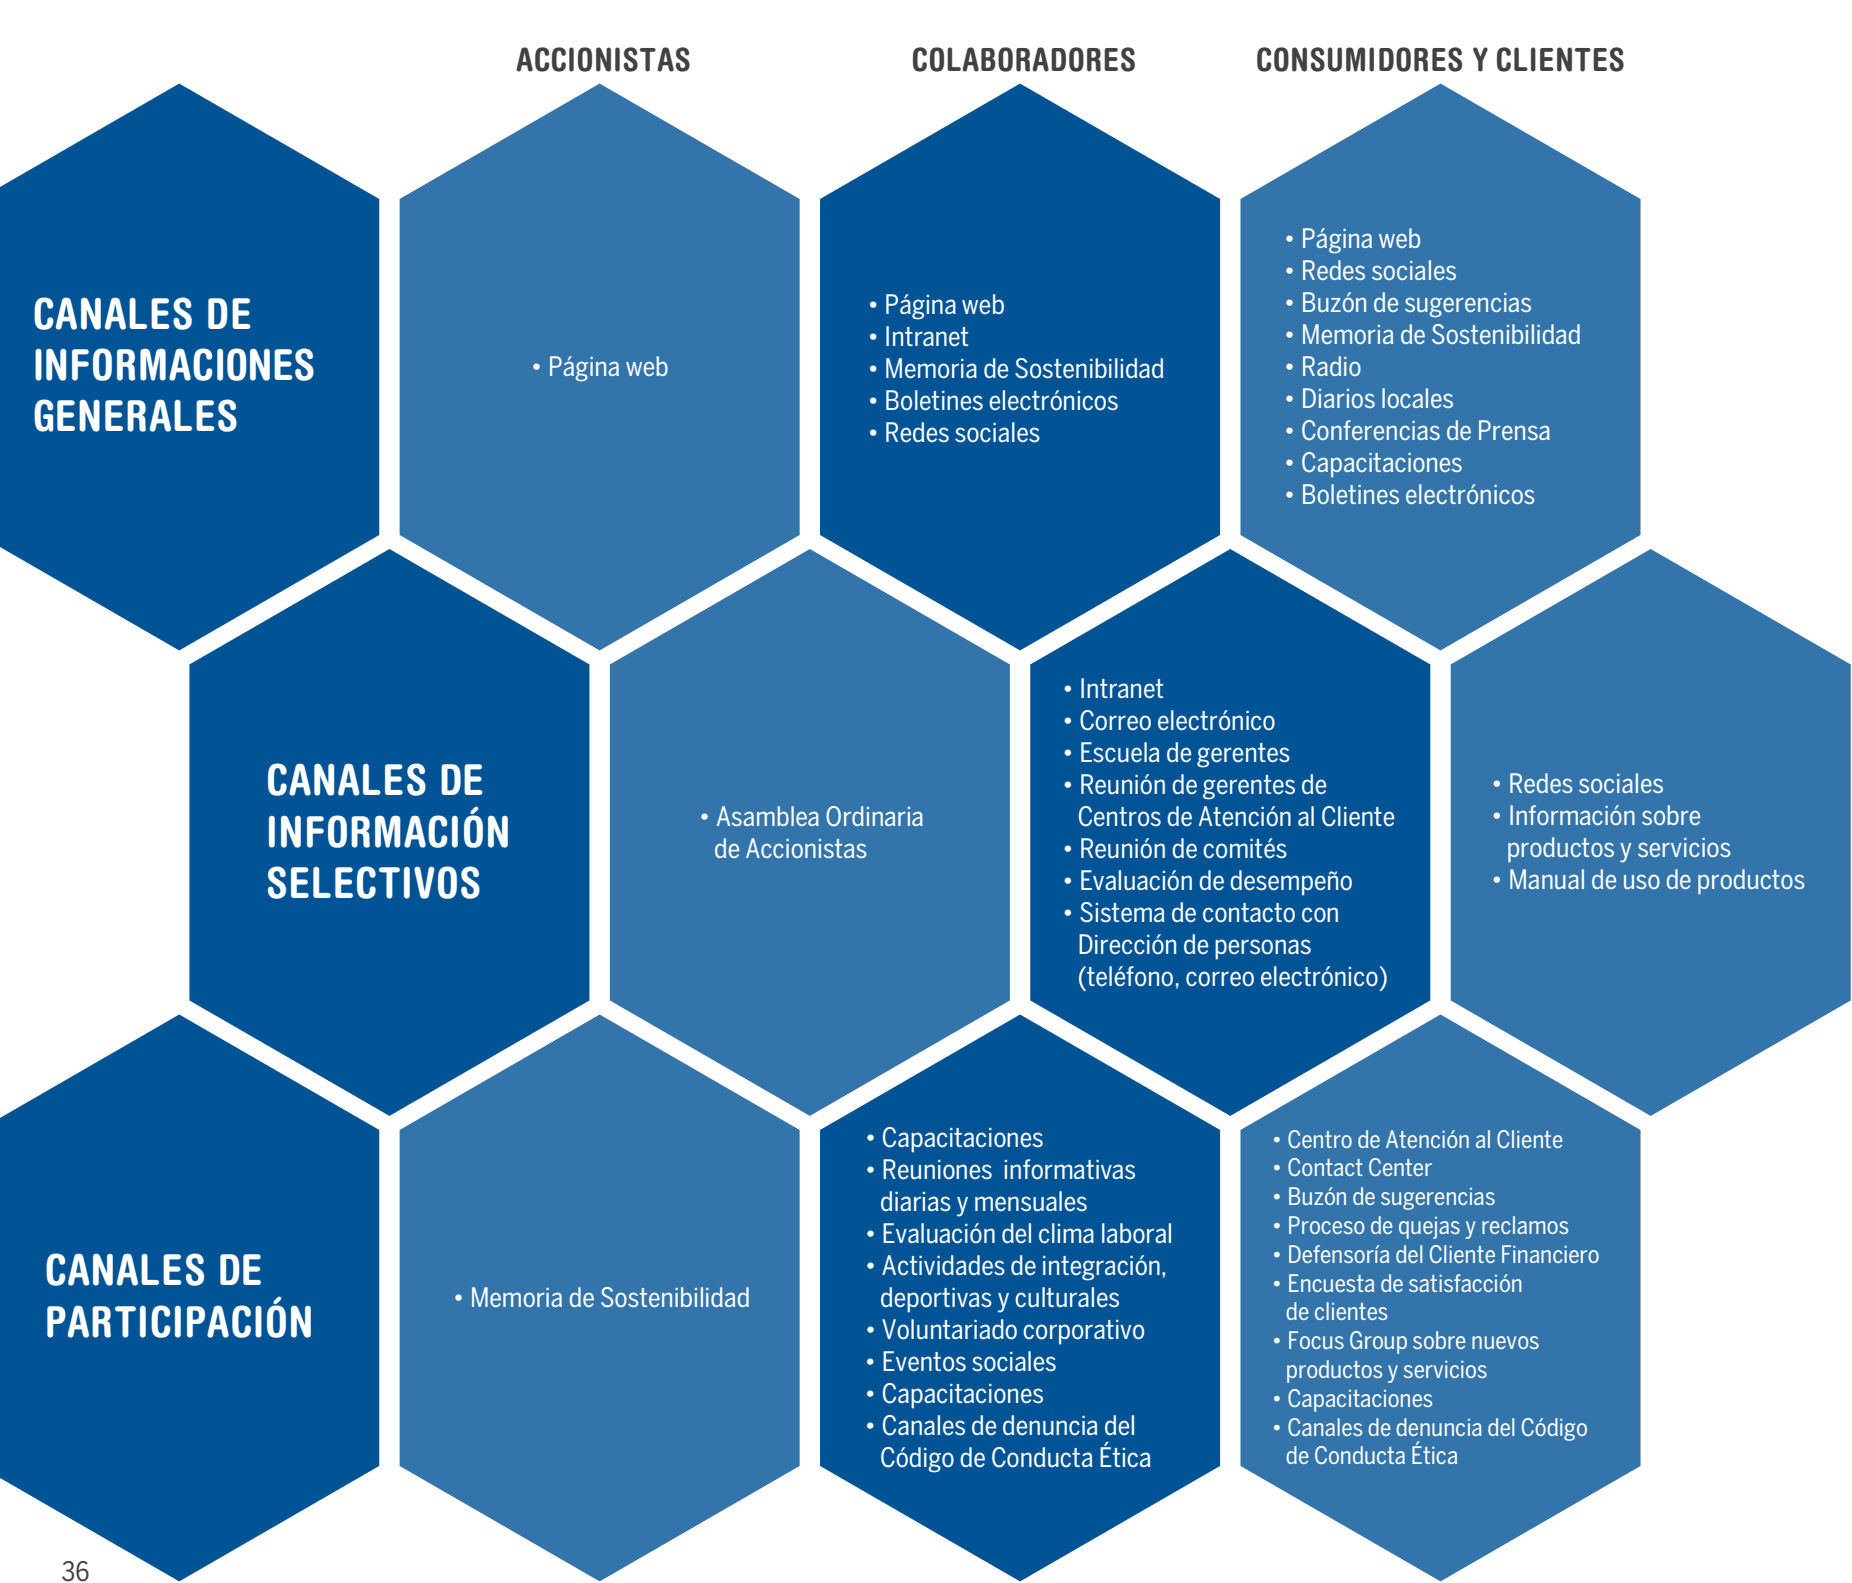 ACCIONISTAS
COLABORADORES
CONSUMIDORES Y CLIENTES
CANALES DE
INFORMACIONES
GENERALES
• Página web
• Página web
• Intranet
• Memoria de Sostenibilidad
• Boletines electrónicos
• Redes sociales
• Página web
• Redes sociales
• Buzón de sugerencias
• Memoria de Sostenibilidad
• Radio
• Diarios locales
• Conferencias de Prensa
• Capacitaciones
• Boletines electrónicos
CANALES DE
INFORMACIÓN
SELECTIVOS
• Asamblea Ordinaria
de Accionistas
• Intranet
• Correo electrónico
• Escuela de gerentes
• Reunión de gerentes de
Centros de Atención al Cliente
• Reunión de comités
• Evaluación de desempeño
• Sistema de contacto con
Dirección de personas
(teléfono, correo electrónico)
• Redes sociales
• Información sobre
productos y servicios
• Manual de uso de productos
CANALES DE
PARTICIPACIÓN
• Memoria de Sostenibilidad
• Capacitaciones
• Reuniones informativas
diarias y mensuales
• Evaluación del clima laboral
• Actividades de integración,
deportivas y culturales
• Voluntariado corporativo
• Eventos sociales
• Capacitaciones
• Canales de denuncia del
Código de Conducta Ética
• Centro de Atención al Cliente
• Contact Center
• Buzón de sugerencias
• Proceso de quejas y reclamos
• Defensoría del Cliente Financiero
• Encuesta de satisfacción
de clientes
• Focus Group sobre nuevos
productos y servicios
• Capacitaciones
• Canales de denuncia del Código
de Conducta Ética
36